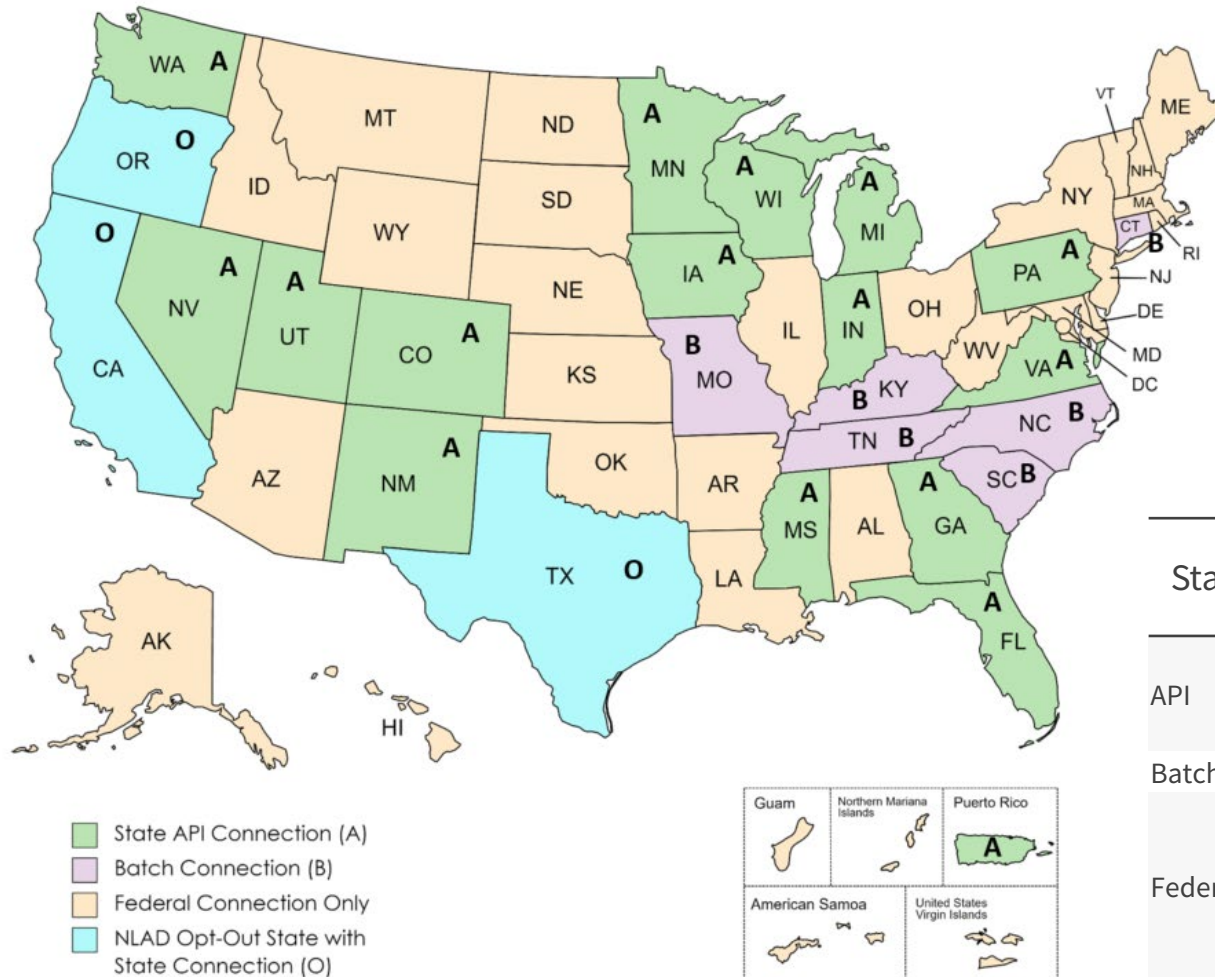 WA A
OR O
CA O
NV A
ID
MT
WY
UT A
CO A
AZ
NM A
ND
SD
NE
KS
OK
TX O
A
MN
IA A
B
MO
AR
LA
A
WI
A
MI
IL
A
IN
OH
B KY
TN B
A
MS
AL
A
GA
A
FL
SC B
NC B
VA A
WV
PA A
NY
VT
NH
ME
MA
CT B
RI
NJ
DE
MD
DC
AK
HI
State API Connection (A)
Batch Connection (B)
Federal Connection Only
NLAD Opt-Out State with
State Connection (O)
Guam
Northern Mariana
Islands
Puerto Rico
A
American Samoa
United States
Virgin Islands
Sta
API
Batch
Feder